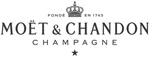 FONDÉ EN 1743
MOËT & CHANDON
CHAMPAGNE